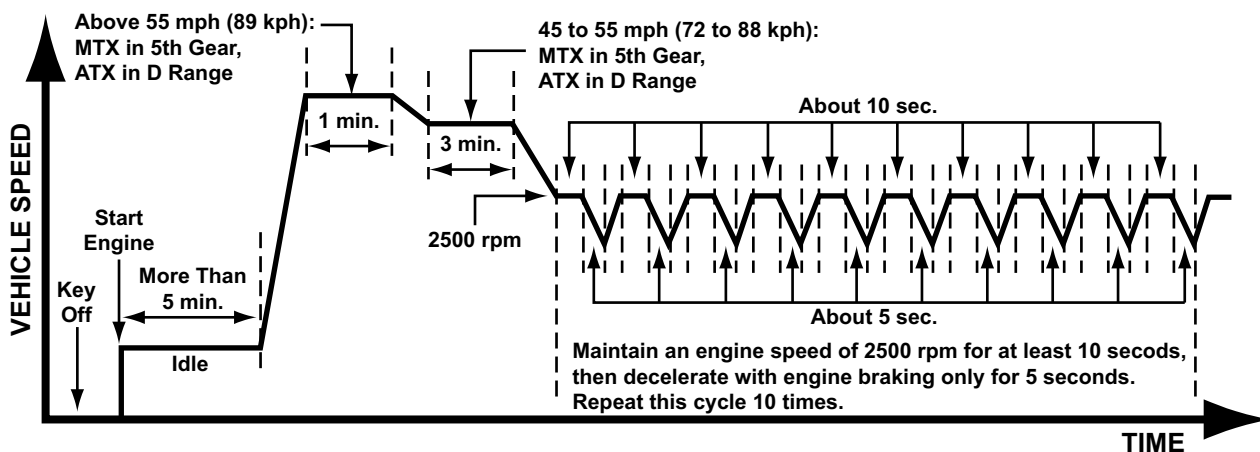 Above 55 mph (89 kph):
MTX in 5th Gear,
ATX in D Range
45 to 55 mph (72 to 88 kph):
MTX in 5th Gear,
ATX in D Range
VEHICLE SPEED
1 min.
3 min.
About 10 sec.
2500 rpm
Start
Engine
More Than
5 min.
Key
Off
Idle
About 5 sec.
Maintain an engine speed of 2500 rpm for at least 10 secods,
then decelerate with engine braking only for 5 seconds.
Repeat this cycle 10 times.
TIME